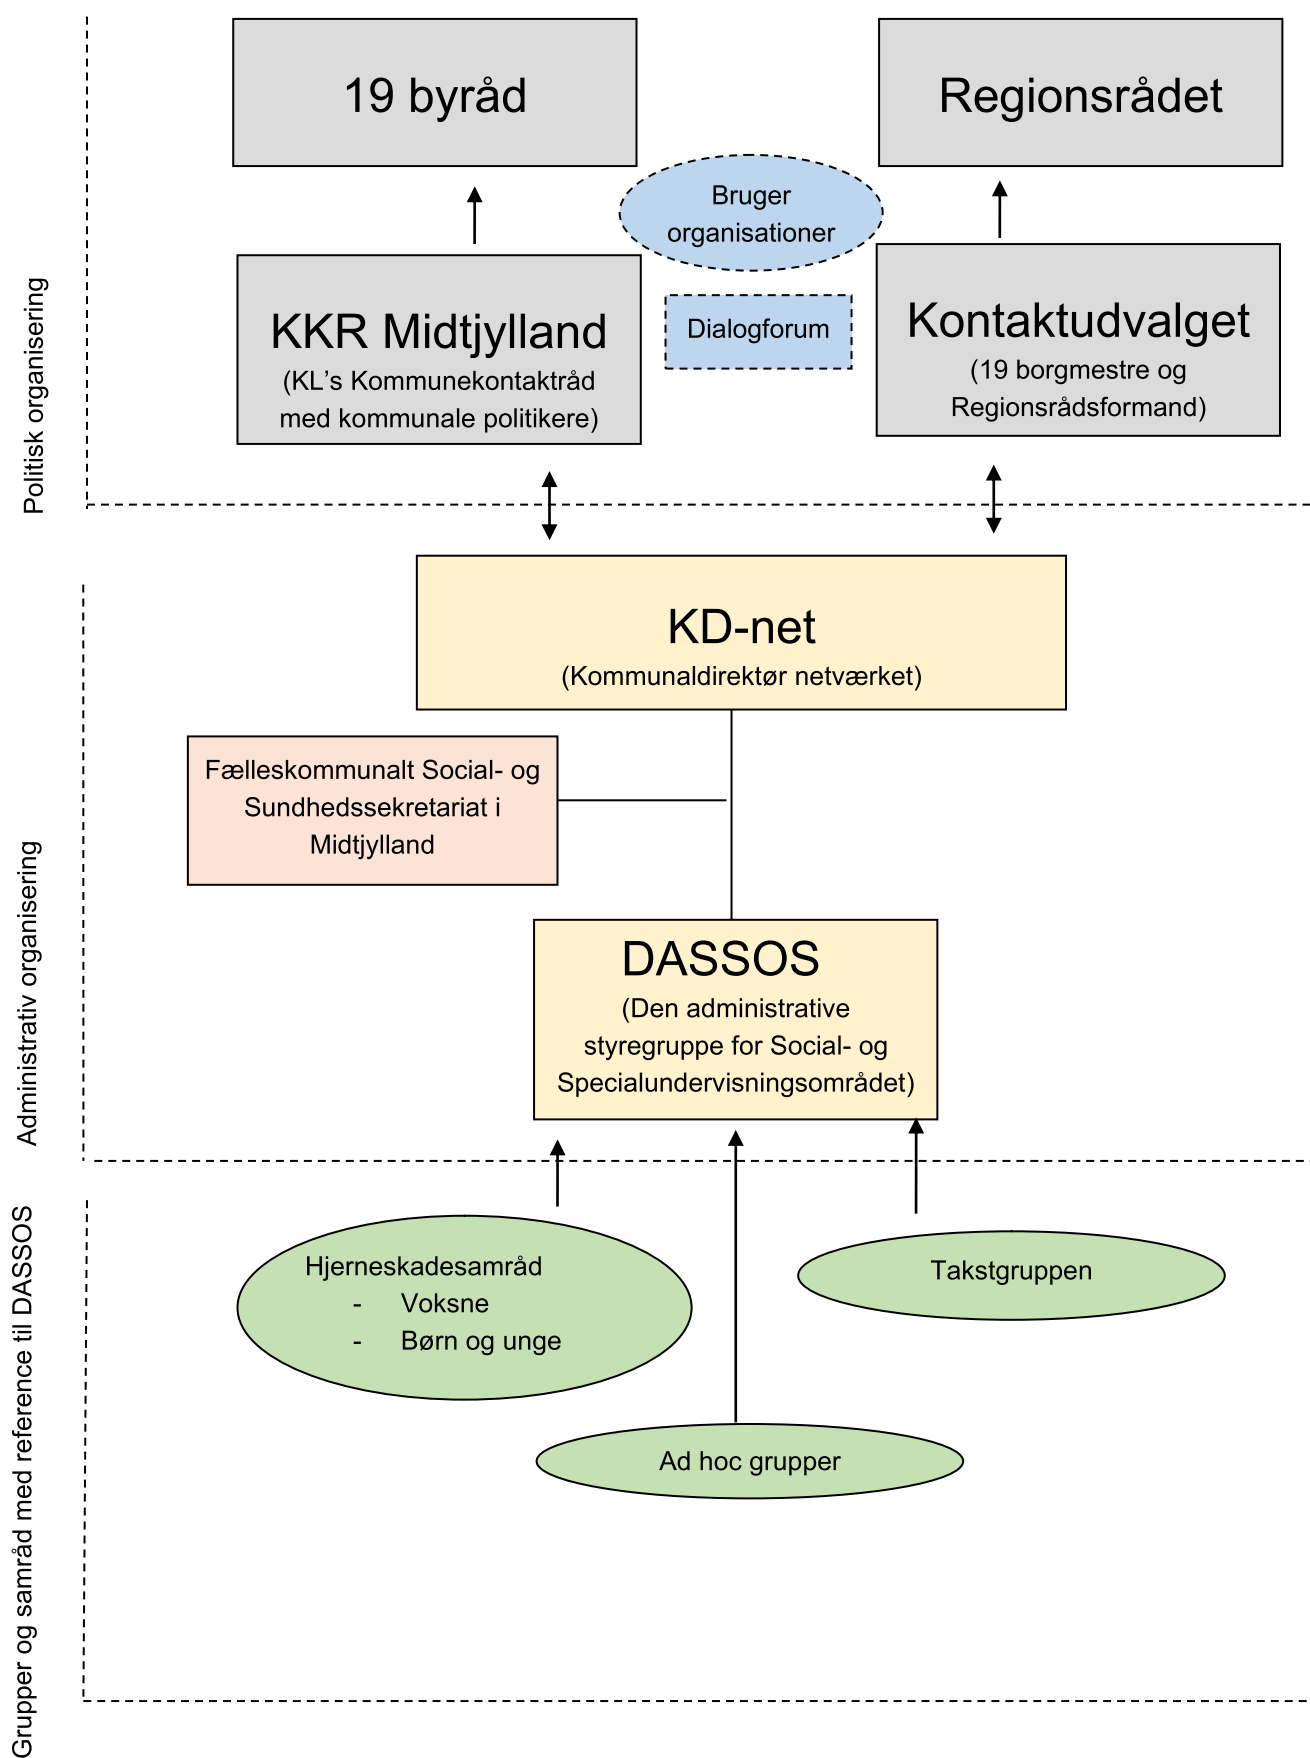 19 byråd
Regionsrådet
Bruger
organisationer
KKR Midtjylland
(KL’s Kommunekontaktråd
med kommunale politikere)
Dialogforum
Kontaktudvalget
(19 borgmestre og
Regionsrådsformand)
Politisk organisering
KD-net
(Kommunaldirektør netværket)
Fælleskommunalt Social- og
Sundhedssekretariat i
Midtjylland
DASSOS
(Den administrative
styregruppe for Social- og
Specialundervisningsområdet)
Administrativ organisering
Hjerneskadesamråd
- Voksne
- Børn og unge
Takstgruppen
Ad hoc grupper
Grupper og samråd med reference til DASSOS